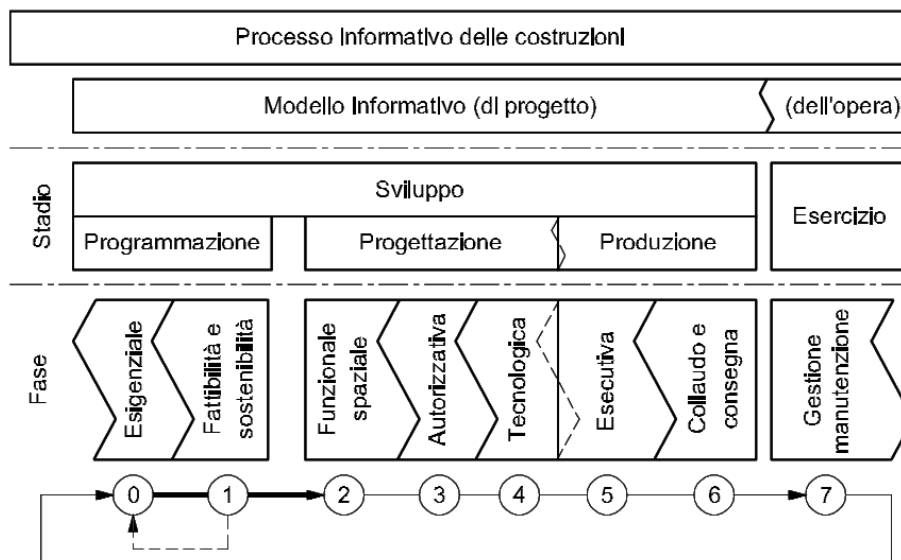 Processo informativo delle costruzioni
Modello informativo (di progetto)
(dell'opera)
Stadio
Sviluppo
Programmazione
Progettazione
Produzione
Esercizio
Fase
Esigenziale
Fattibilità e
sostenibilità
Funzionale
spaziale
Autorizzativa
Tecnologica
Esecutiva
Collaudo e
consegna
Gestione
manutenzione
0
1
2
3
4
5
6
7